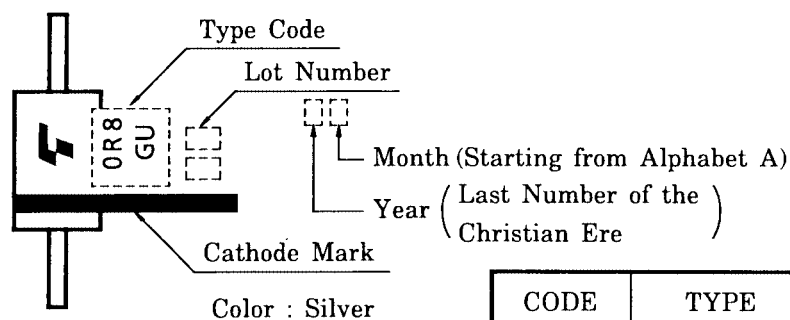 Type Code
Lot Number
0R8
GU
Month (Starting from Alphabet A)
Year (Last Number of the
Christian Ere)
Cathode Mark
Color : Silver
CODE TYPE